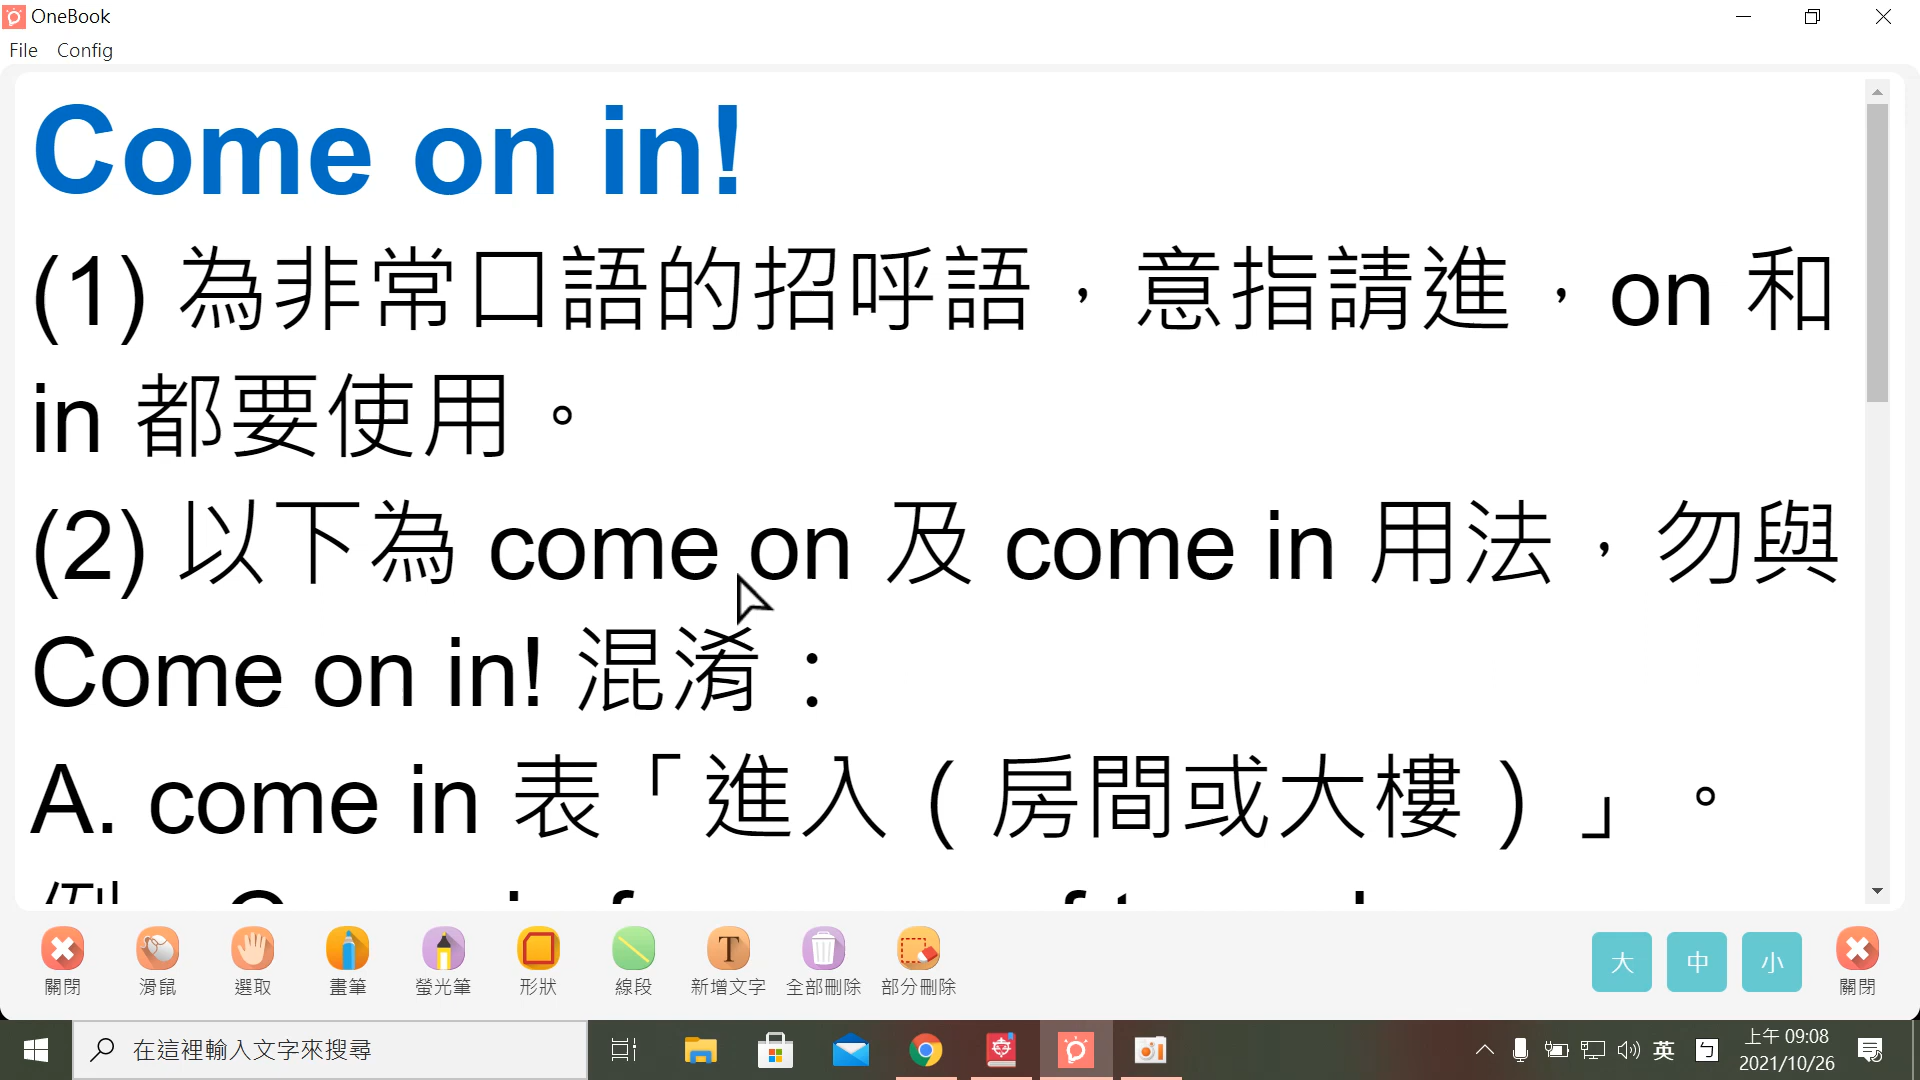 OneBook
File Config
Come on in!
(1) 為非常口語的招呼語，意指請進，on 和
in 都要使用。
(2) 以下為 come on 及 come in 用法，勿與
Come on in! 混淆：
A. come in 表「進入（房間或大樓）」。
關閉 滑鼠 選取 畫筆 螢光筆 形狀 線段 新增文字 全部刪除 部分刪除 大 中 小 關閉
在這裡輸入文字來搜尋
英 ㄅ 上午 09:08
2021/10/26